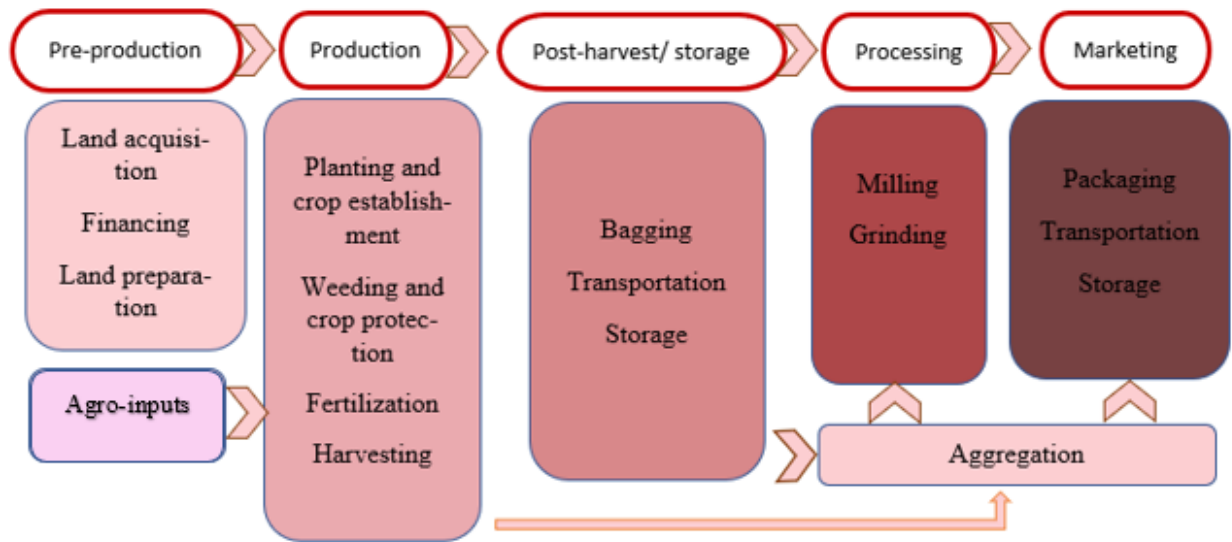 Pre-production
Production
Post-harvest/ storage
Processing
Marketing
Land acquisi-
tion
Financing
Land prepara-
tion
Agro-inputs
Planting and
crop establish-
ment
Weeding and
crop protec-
tion
Fertilization
Harvesting
Bagging
Transportation
Storage
Milling
Grinding
Packaging
Transportation
Storage
Aggregation